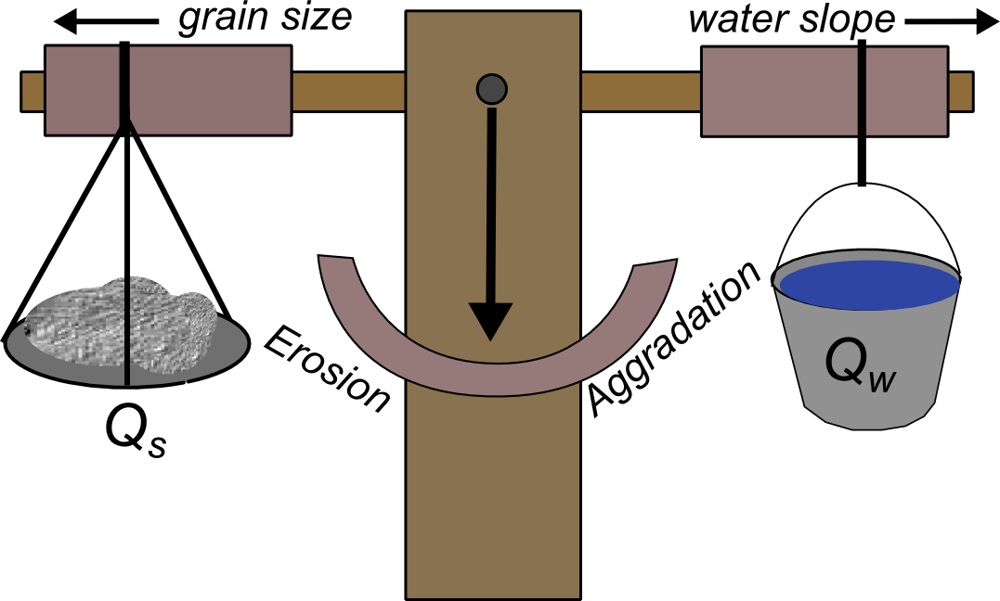 grain size
water slope
Erosion
Aggradation
Qs
Qw